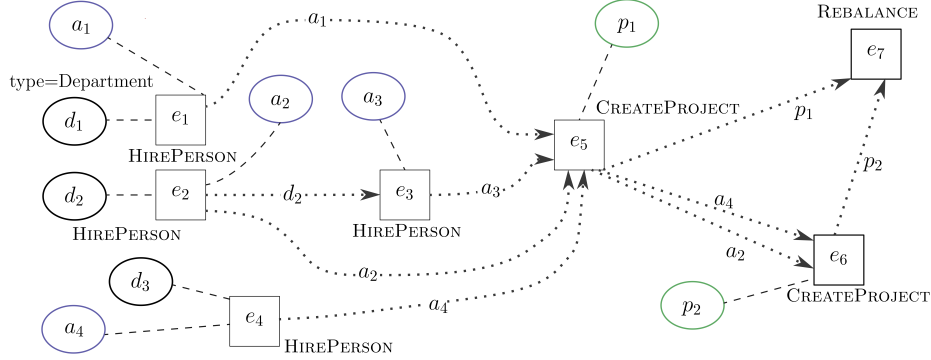 REBALANCE
a1
a1
p1
e7
type=Department
a2
a3
CREATEPROJECT
p1
d1
e1
e5
HIREPERSON
p2
d2
e2
d2
e3
a3
a4
HIREPERSON
HIREPERSON
a2
e6
d3
a2
CREATEPROJECT
a4
p2
a4
e4
HIREPERSON